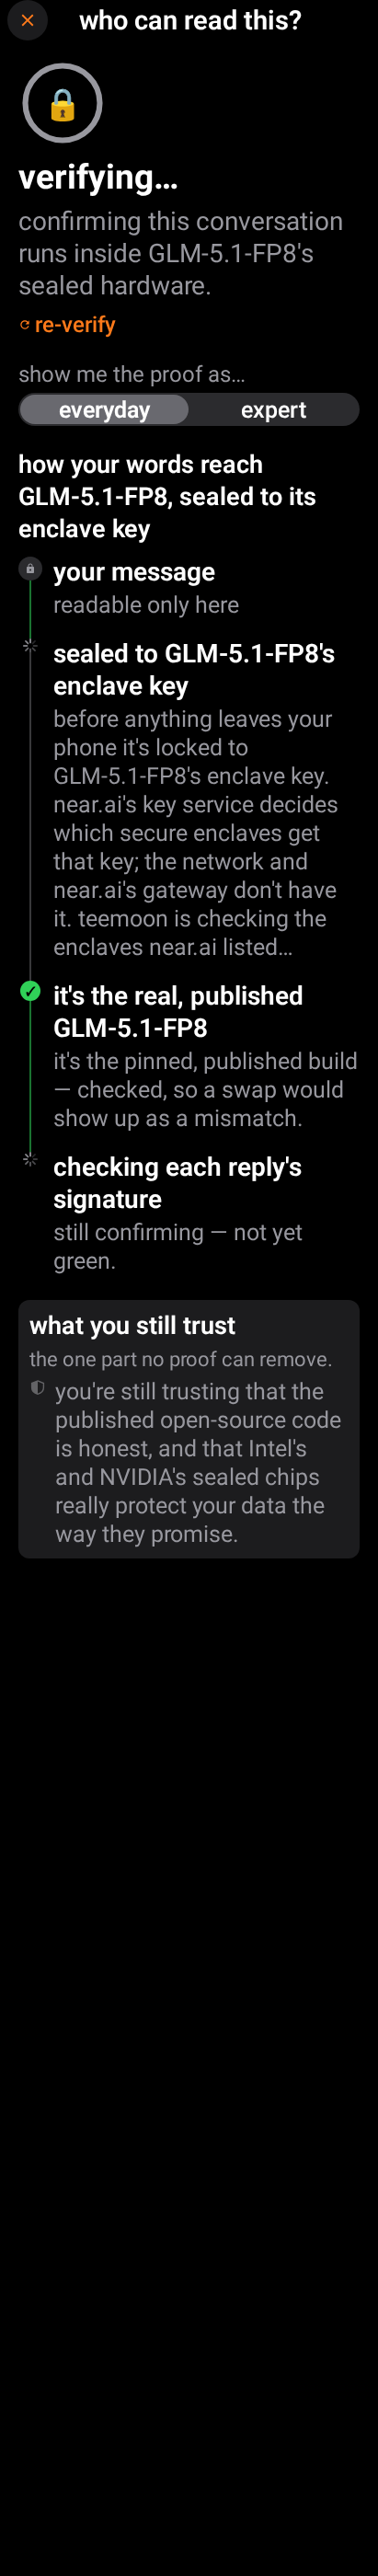 who can read this?
verifying…
confirming this conversation
runs inside GLM-5.1-FP8's
sealed hardware.
re-verify
show me the proof as…
everyday
expert
how your words reach
GLM-5.1-FP8, sealed to its
enclave key
your message
readable only here
sealed to GLM-5.1-FP8's
enclave key
before anything leaves your
phone it's locked to
GLM-5.1-FP8's enclave key.
near.ai's key service decides
which secure enclaves get
that key; the network and
near.ai's gateway don't have
it. teemoon is checking the
enclaves near.ai listed…
it's the real, published
GLM-5.1-FP8
it's the pinned, published build
— checked, so a swap would
show up as a mismatch.
checking each reply's
signature
still confirming — not yet
green.
what you still trust
the one part no proof can remove.
you're still trusting that the
published open-source code
is honest, and that Intel's
and NVIDIA's sealed chips
really protect your data the
way they promise.